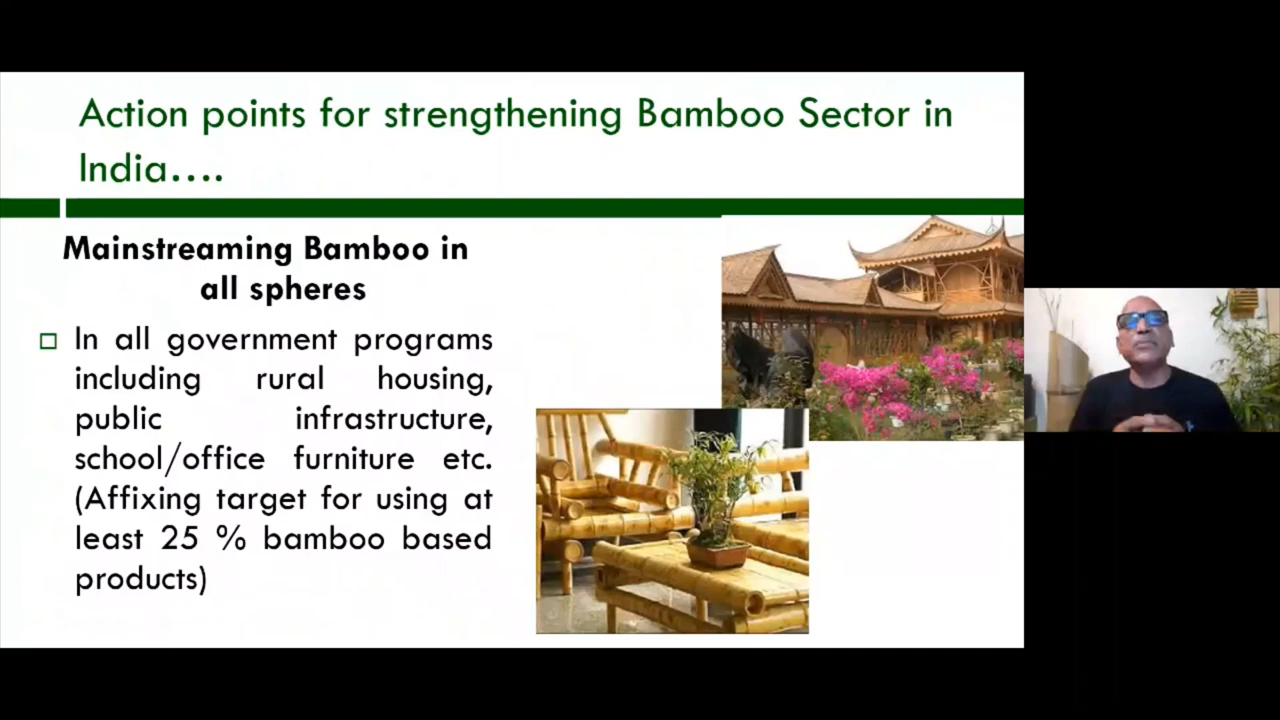 Action points for strengthening Bamboo Sector in
India....
Mainstreaming Bamboo in
all spheres
In all government programs
including rural housing,
public infrastructure,
school/office furniture etc.
(Affixing target for using at
least 25 % bamboo based
products)